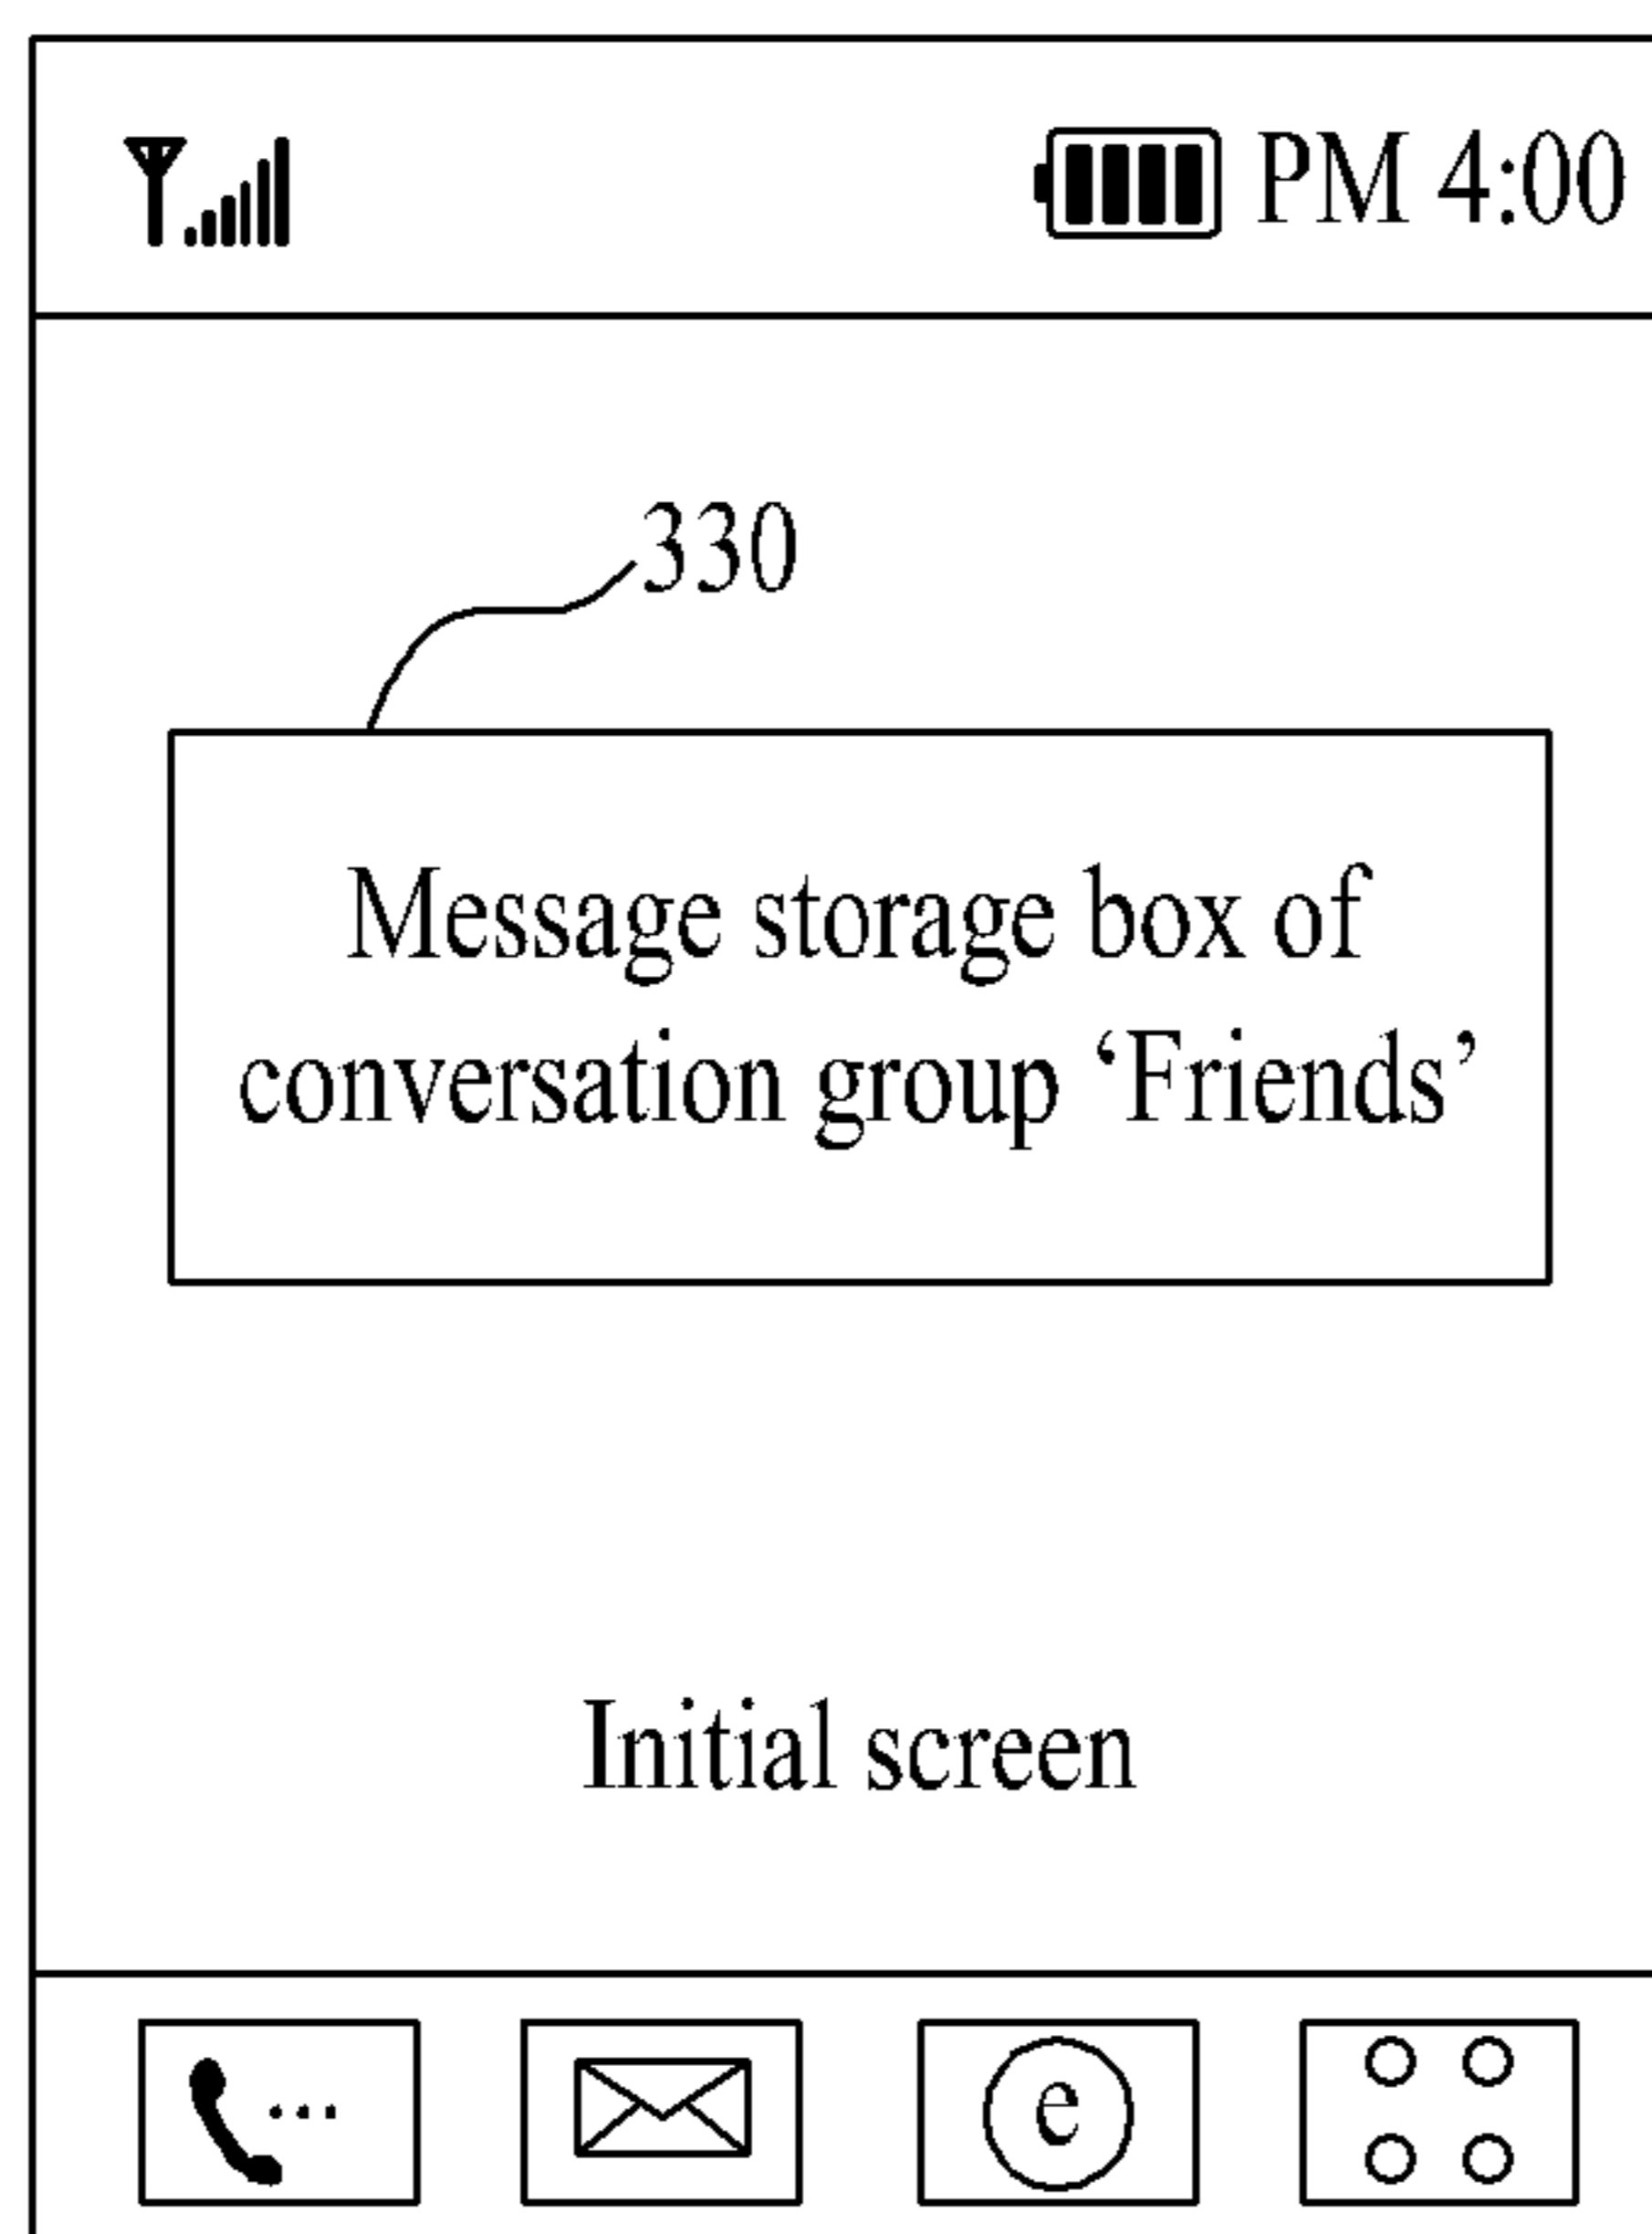 PM 4:00
330
Message storage box of
conversation group ‘Friends’
Initial screen
e